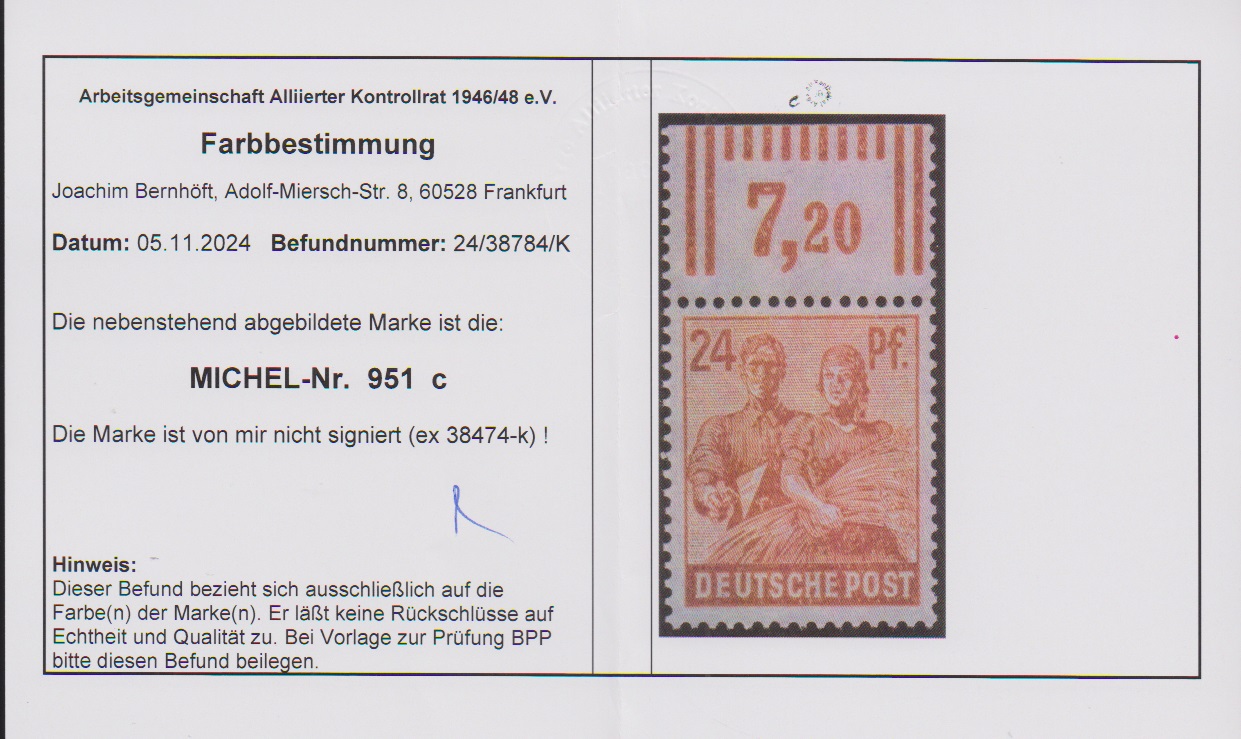 Arbeitsgemeinschaft Alliierter Kontrollrat 1946/48 e.V.
Farbbestimmung
Joachim Bernhöft, Adolf-Miersch-Str. 8, 60528 Frankfurt
Datum: 05.11.2024 Befundnummer: 24/38784/K
Die nebenstehend abgebildete Marke ist die:
MICHEL-Nr. 951 c
Die Marke ist von mir nicht signiert (ex 38474-k) !
Hinweis:
Dieser Befund bezieht sich ausschließlich auf die
Farbe(n) der Marke(n). Er läßt keine Rückschlüsse auf
Echtheit und Qualität zu. Bei Vorlage zur Prüfung BPP
bitte diesen Befund beilegen.
c
7,20
24 Pf.
DEUTSCHE POST